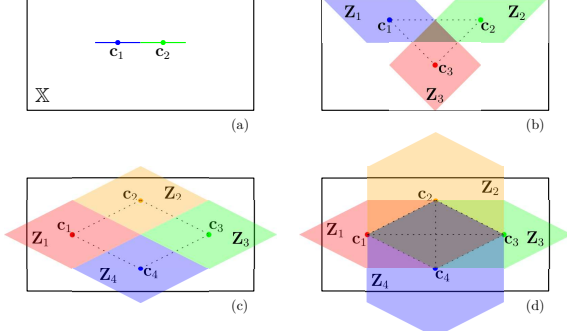 c₁ c₂
𝕏
(a)
Z₁ Z₂
c₁ c₂
c₃
Z₃
(b)
c₂ Z₂
c₁ c₃
Z₁ Z₃
c₄
Z₄
(c)
c₂ Z₂
Z₁ c₁ c₃ Z₃
c₄
Z₄
(d)